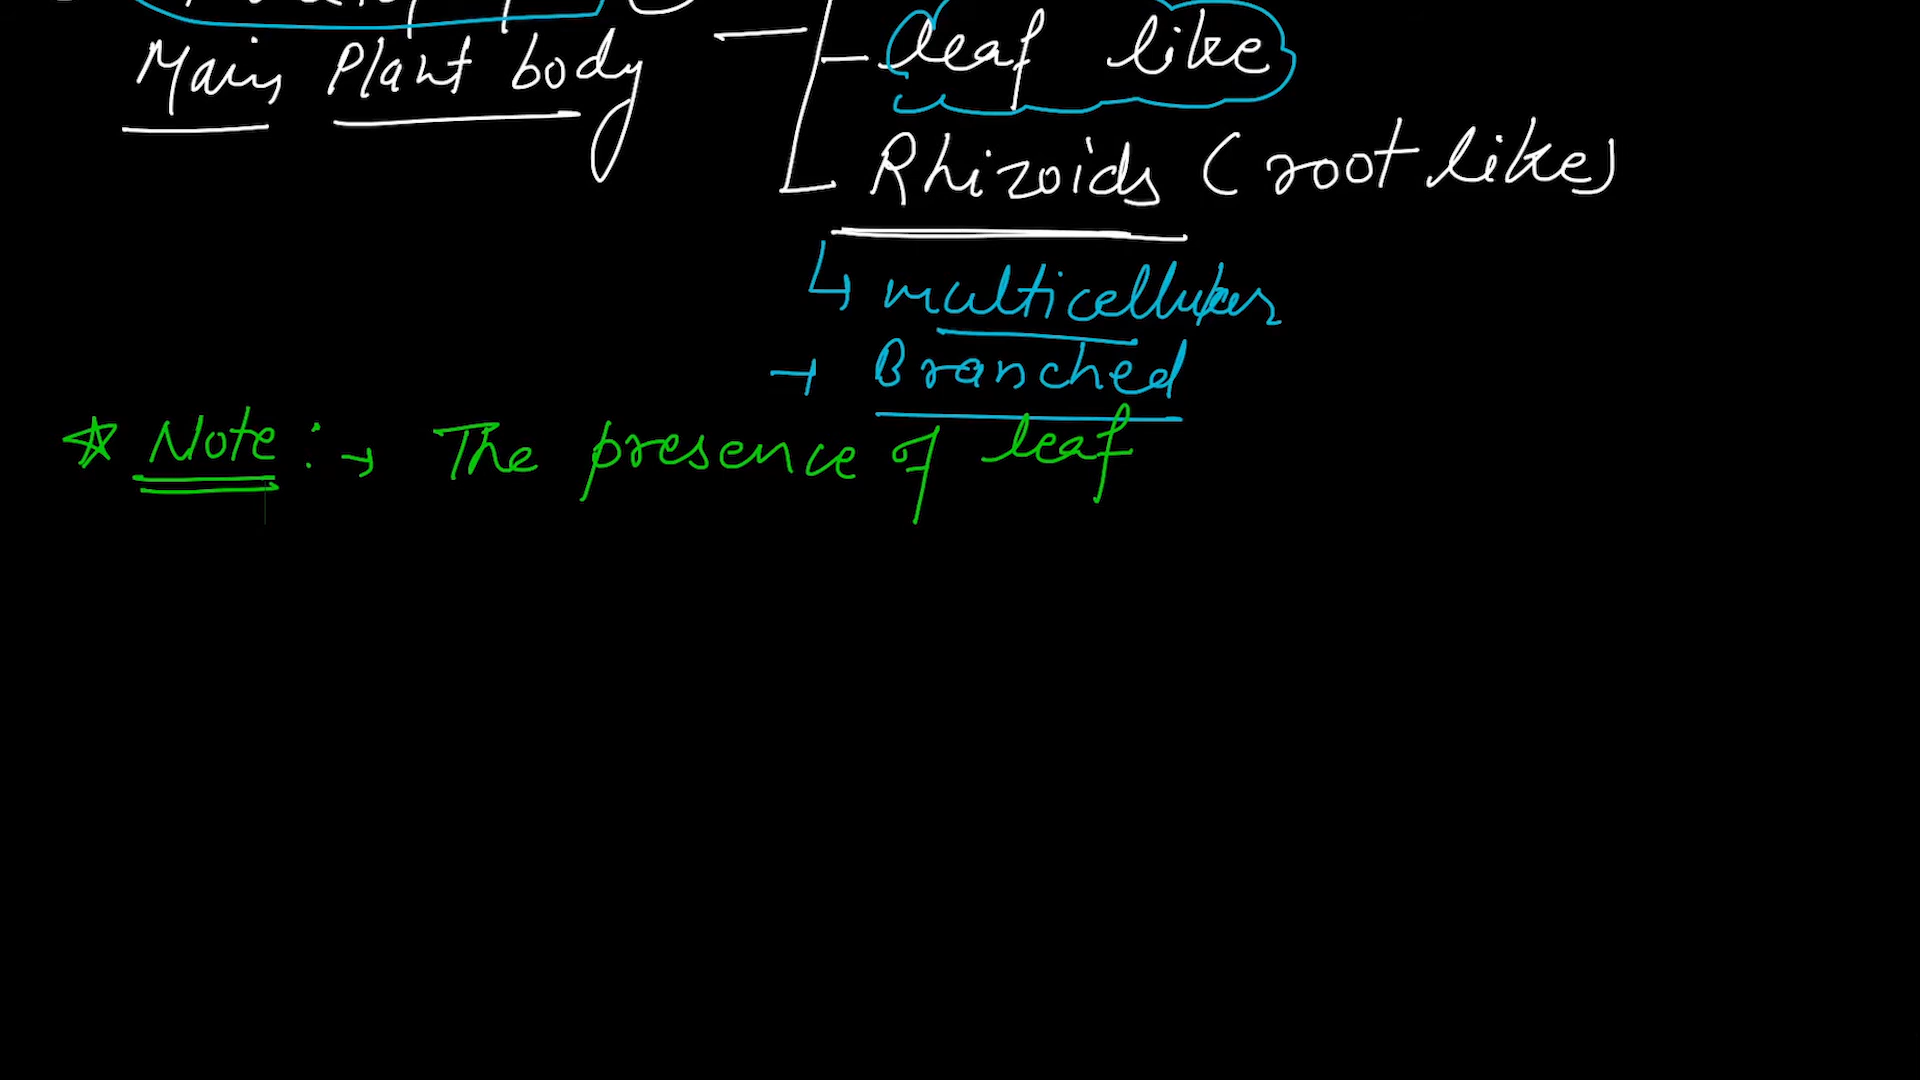 Main Plant body
leaf like
Rhizoids (root like)
↳ multicellular
→ Branched
☆ Note :→ The presence of leaf